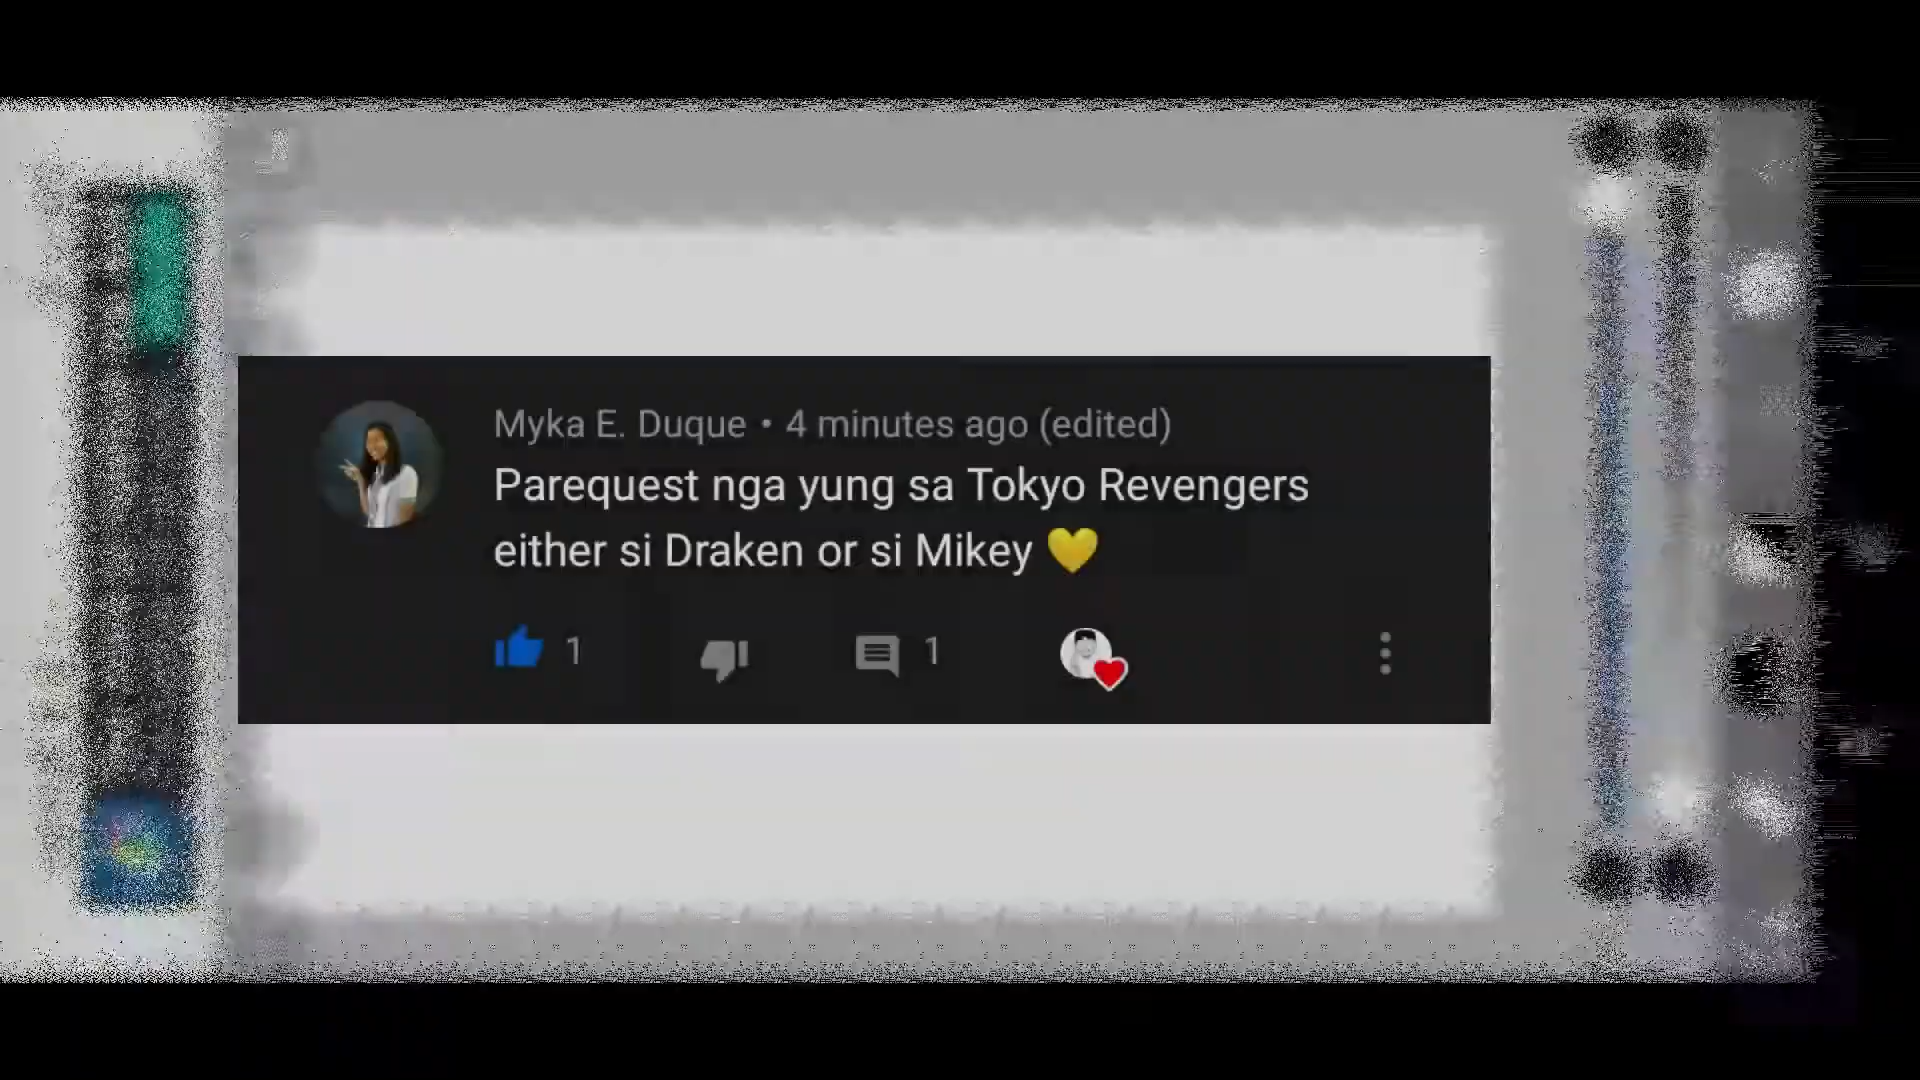 Myka E. Duque • 4 minutes ago (edited)
Parequest nga yung sa Tokyo Revengers
either si Draken or si Mikey 💛
1 1